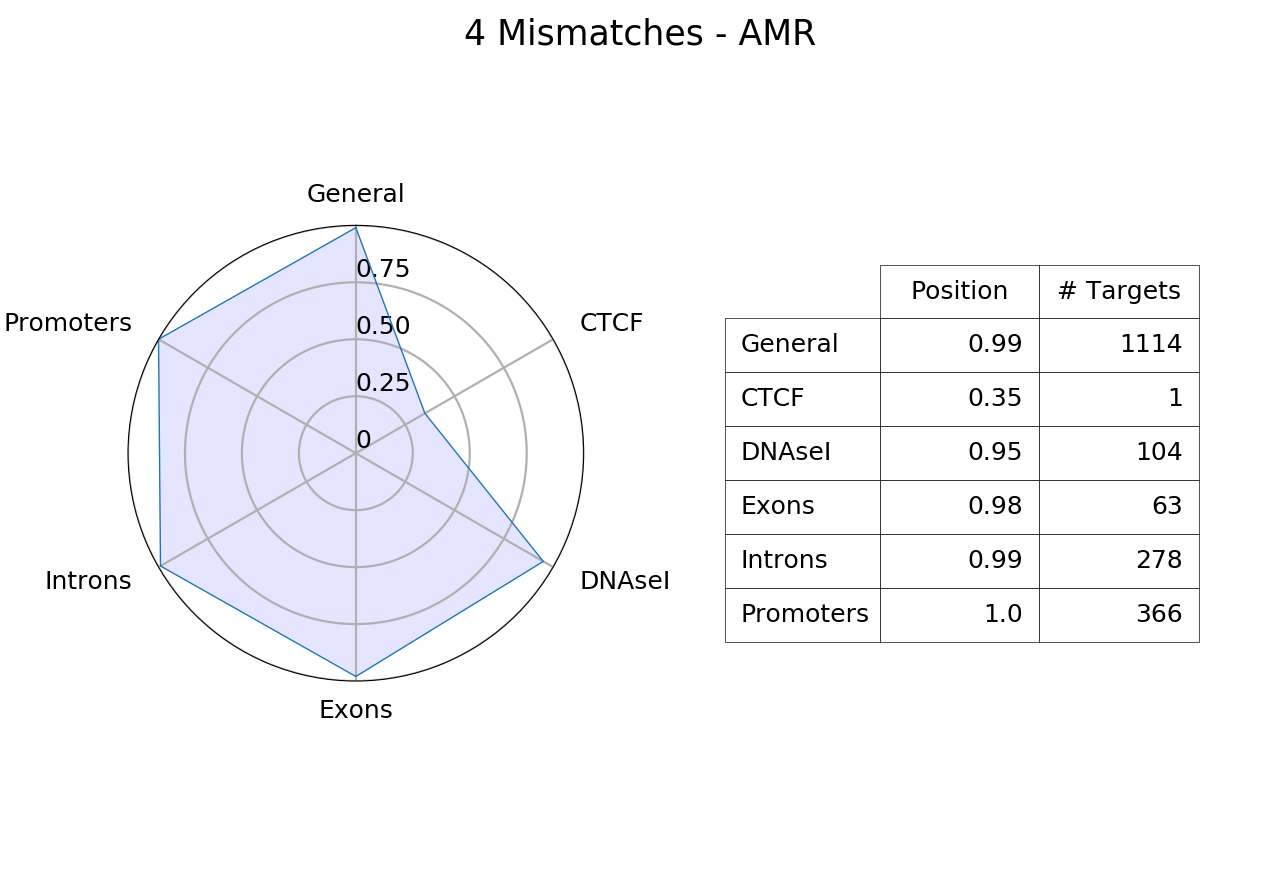 4 Mismatches - AMR
General
CTCF
DNAseI
Exons
Introns
Promoters
0.75
0.50
0.25
0
Position # Targets
General 0.99 1114
CTCF 0.35 1
DNAseI 0.95 104
Exons 0.98 63
Introns 0.99 278
Promoters 1.0 366